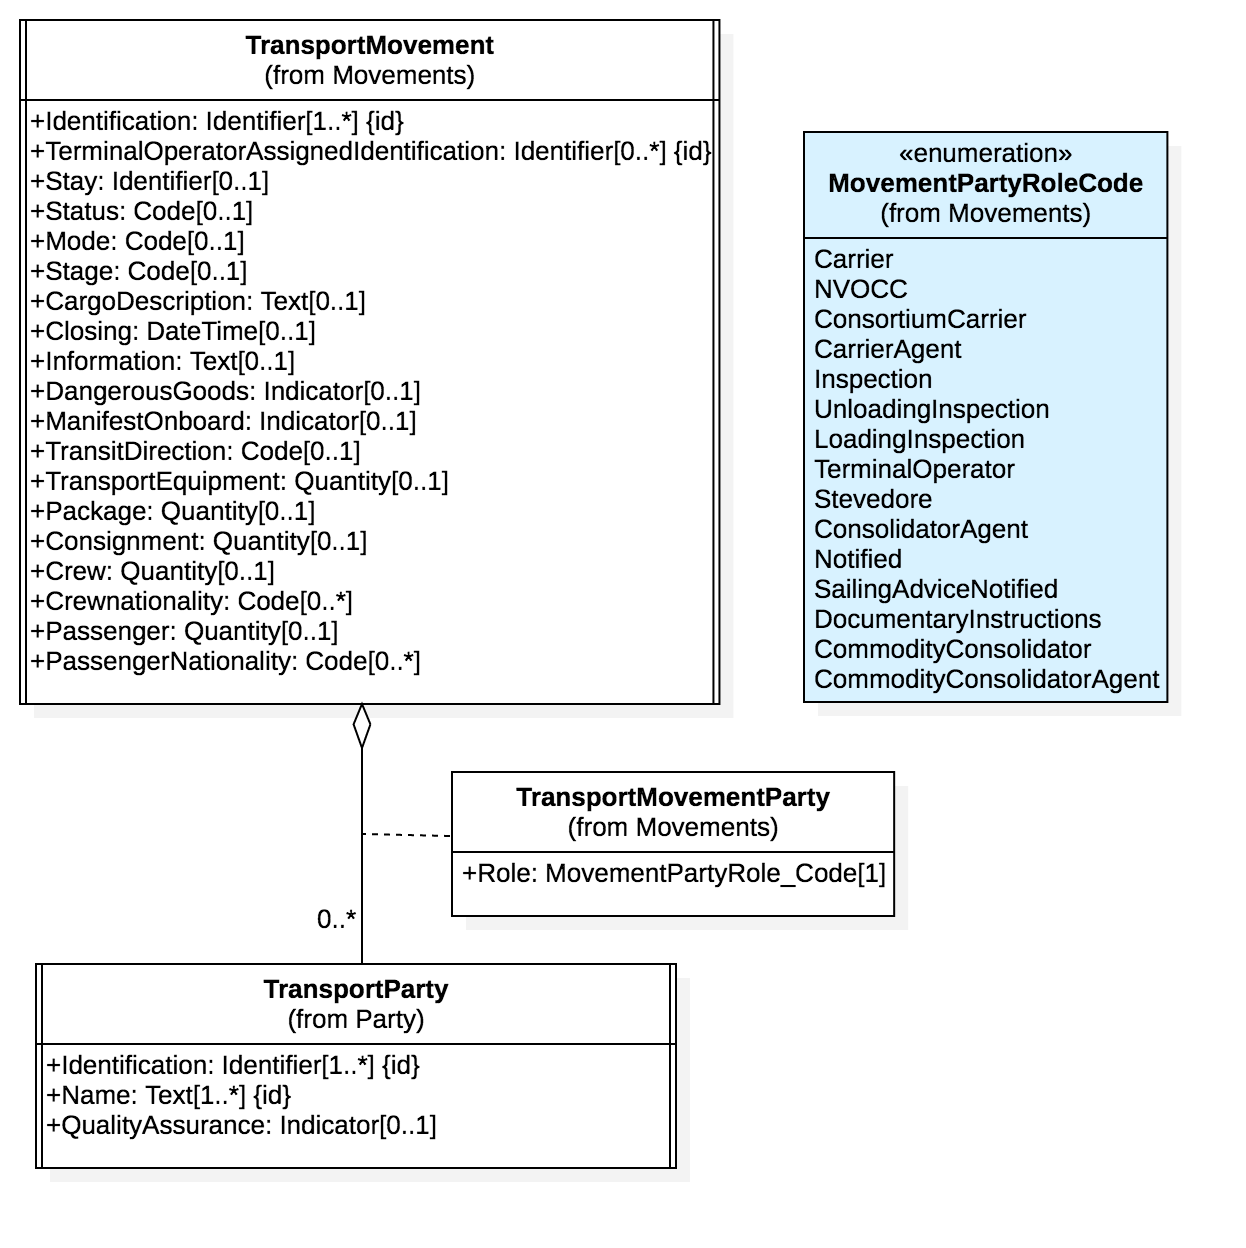 TransportMovement
(from Movements)
+Identification: Identifier[1..*] {id}
+TerminalOperatorAssignedIdentification: Identifier[0..*] {id}
+Stay: Identifier[0..1]
+Status: Code[0..1]
+Mode: Code[0..1]
+Stage: Code[0..1]
+CargoDescription: Text[0..1]
+Closing: DateTime[0..1]
+Information: Text[0..1]
+DangerousGoods: Indicator[0..1]
+ManifestOnboard: Indicator[0..1]
+TransitDirection: Code[0..1]
+TransportEquipment: Quantity[0..1]
+Package: Quantity[0..1]
+Consignment: Quantity[0..1]
+Crew: Quantity[0..1]
+Crewnationality: Code[0..*]
+Passenger: Quantity[0..1]
+PassengerNationality: Code[0..*]
«enumeration»
MovementPartyRoleCode
(from Movements)
Carrier
NVOCC
ConsortiumCarrier
CarrierAgent
Inspection
UnloadingInspection
LoadingInspection
TerminalOperator
Stevedore
ConsolidatorAgent
Notified
SailingAdviceNotified
DocumentaryInstructions
CommodityConsolidator
CommodityConsolidatorAgent
TransportMovementParty
(from Movements)
+Role: MovementPartyRole_Code[1]
0..*
TransportParty
(from Party)
+Identification: Identifier[1..*] {id}
+Name: Text[1..*] {id}
+QualityAssurance: Indicator[0..1]